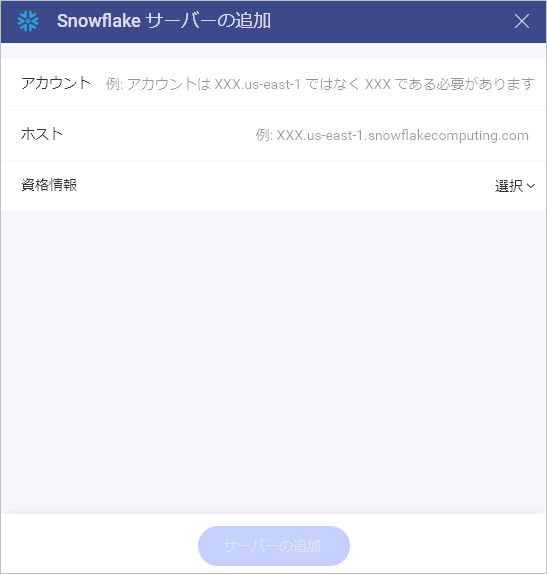 Snowflake サーバーの追加
アカウント 例: アカウントは XXX.us-east-1 ではなく XXX である必要があります
ホスト 例: XXX.us-east-1.snowflakecomputing.com
資格情報 選択
サーバーの追加